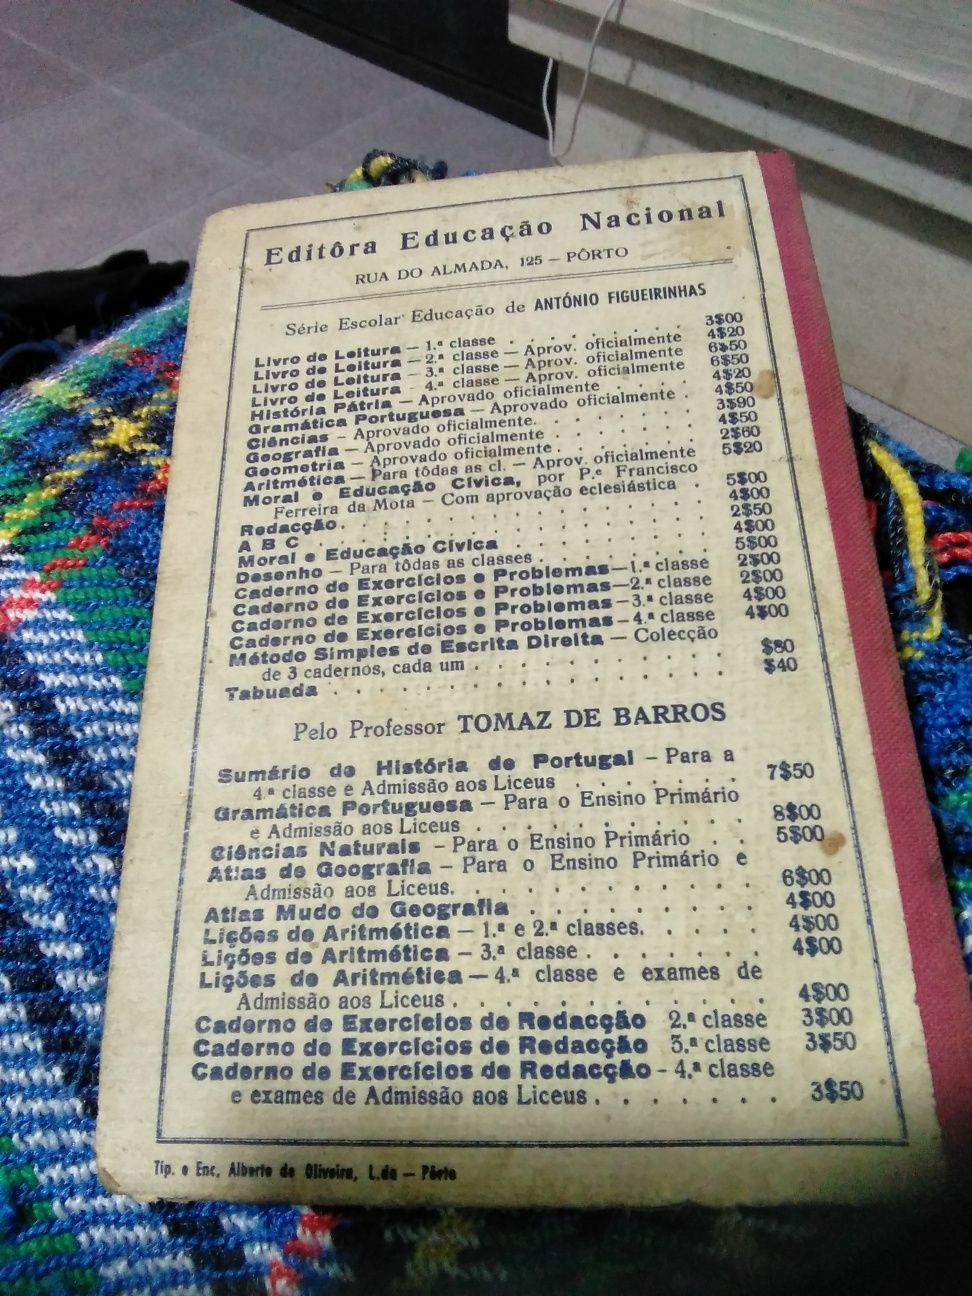 Editôra Educação Nacional
RUA DO ALMADA, 125 — PÔRTO
Série Escolar Educação de ANTÓNIO FIGUEIRINHAS
Livro de Leitura — 1.ª classe . . . . . . 3$00
Livro de Leitura — 2.ª classe — Aprov. oficialmente 4$20
Livro de Leitura — 3.ª classe — Aprov. oficialmente 6$50
Livro de Leitura - 4.ª classe — Aprov. oficialmente 6$50
História Pátria — Aprovado oficialmente . . . . 4$20
Gramática Portuguesa — Aprovado oficialmente . 4$50
Ciências — Aprovado oficialmente. . . . . . 3$90
Geografia — Aprovado oficialmente . . . . . 4$50
Geometria — Aprovado oficialmente . . . . . 2$60
Aritmética — Para tôdas as cl. — Aprov. oficialmente 5$20
Moral e Educação Cívica, por P.e Francisco
Ferreira da Mota — Com aprovação eclesiástica . 5$00
Redacção . . . . . . . . . . 4$00
A B C . . . . . . . . . . 2$50
Moral e Educação Cívica . . . . . . 4$00
Desenho — Para tôdas as classes . . . . . 5$00
Caderno de Exercícios e Problemas—1.ª classe 2$00
Caderno de Exercícios e Problemas—2.ª classe 2$00
Caderno de Exercícios e Problemas—3.ª classe 4$00
Caderno de Exercícios e Problemas—4.ª classe 4$00
Método Simples de Escrita Direita — Colecção
de 3 cadernos, cada um . . . . . . . $80
Tabuada . . . . . . . . . . . $40
Pelo Professor TOMAZ DE BARROS
Sumário de História de Portugal — Para a
4.ª classe e Admissão aos Liceus . . . . . . 7$50
Gramática Portuguesa — Para o Ensino Primário
e Admissão aos Liceus . . . . . . . . 8$00
Ciências Naturais — Para o Ensino Primário . . 5$00
Atlas de Geografia — Para o Ensino Primário e
Admissão aos Liceus. . . . . . . . . 6$00
Atlas Mudo de Geografia . . . . . . . 4$00
Lições de Aritmética — 1.ª e 2.ª classes. . . . . 4$00
Lições de Aritmética — 3.ª classe . . . . . . 4$00
Lições de Aritmética — 4.ª classe e exames de
Admissão aos Liceus . . . . . . . . . 4$00
Caderno de Exercícios de Redacção 2.ª classe 3$00
Caderno de Exercícios de Redacção 3.ª classe 3$50
Caderno de Exercícios de Redacção - 4.ª classe
e exames de Admissão aos Liceus . . . . . . 3$50
Tip. e Enc. Alberto de Oliveira, L.da — Pôrto